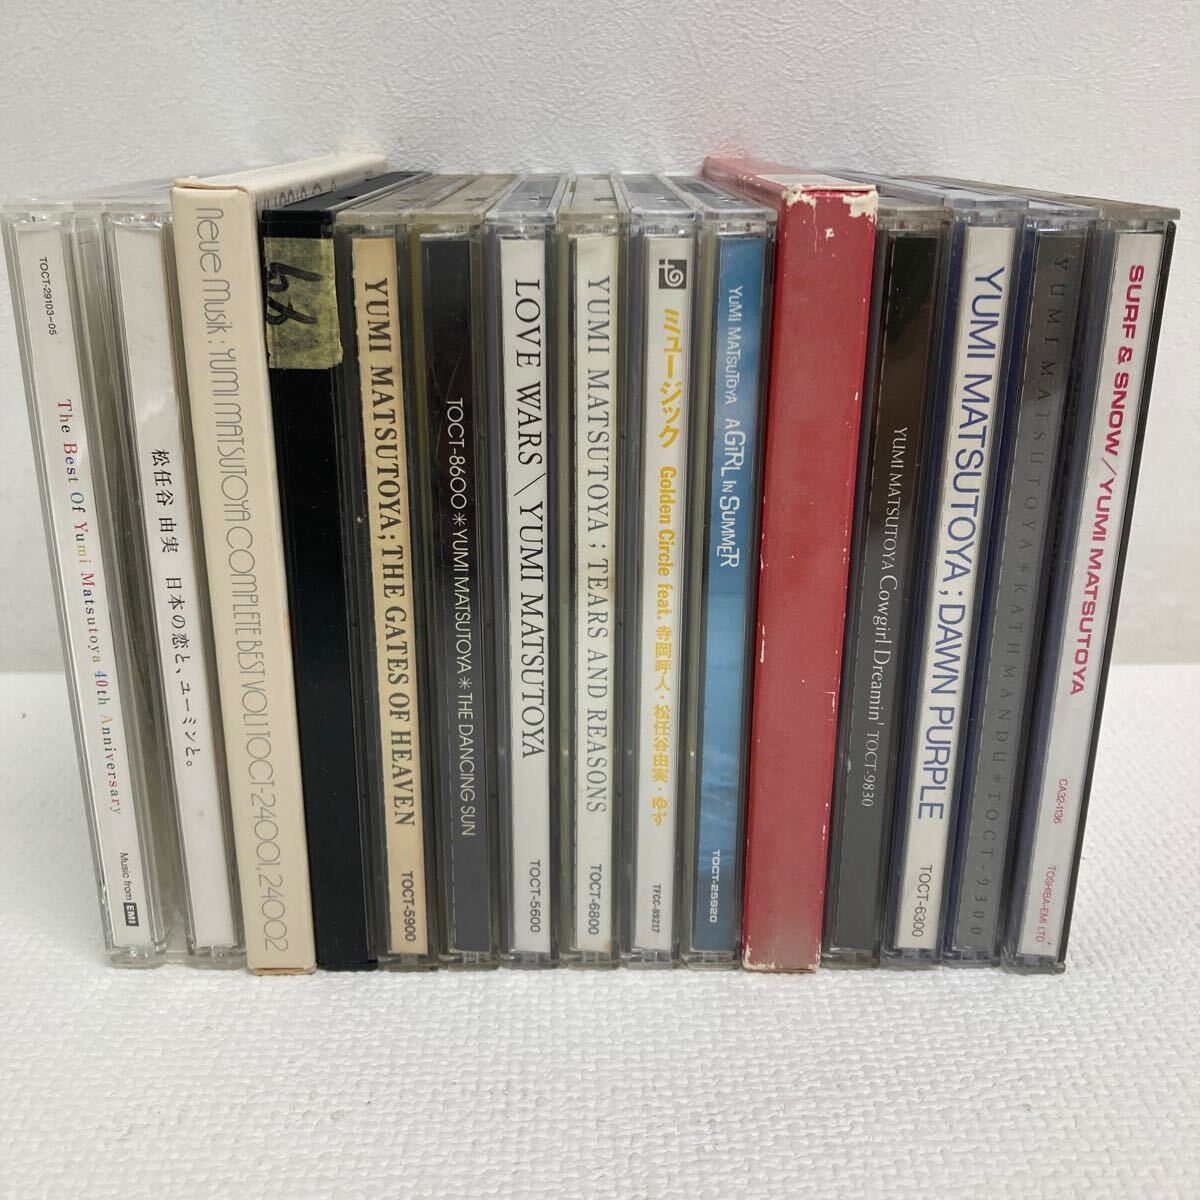 TOCT-29103~05
The Best Of Yumi Matsutoya 40th Anniversary
Music from EMI
松任谷 由実 日本の恋と、ユーミンと。
neue musik: YUMI MATSUTOYA COMPLETE BEST VOL.1 TOCT-24001, 24002
YUMI MATSUTOYA; THE GATES OF HEAVEN
TOCT-5900
TOCT-8600＊YUMI MATSUTOYA＊THE DANCING SUN
LOVE WARS \ YUMI MATSUTOYA
TOCT-5600
YUMI MATSUTOYA ; TEARS AND REASONS
TOCT-6800
ミュージック Golden Circle feat. 寺岡呼人・松任谷由実・ゆず
TFCC-89217
YUMI MATSUTOYA A GIRL IN SUMMER
TOCT-25920
YUMI MATSUTOYA Cowgirl Dreamin' TOCT-9830
YUMI MATSUTOYA ; DAWN PURPLE
TOCT-6300
YUMI MATSUTOYA＊KATHMANDU＊TOCT-9300
SURF & SNOW／YUMI MATSUTOYA
CA32-1136
TOSHIBA-EMI LTD